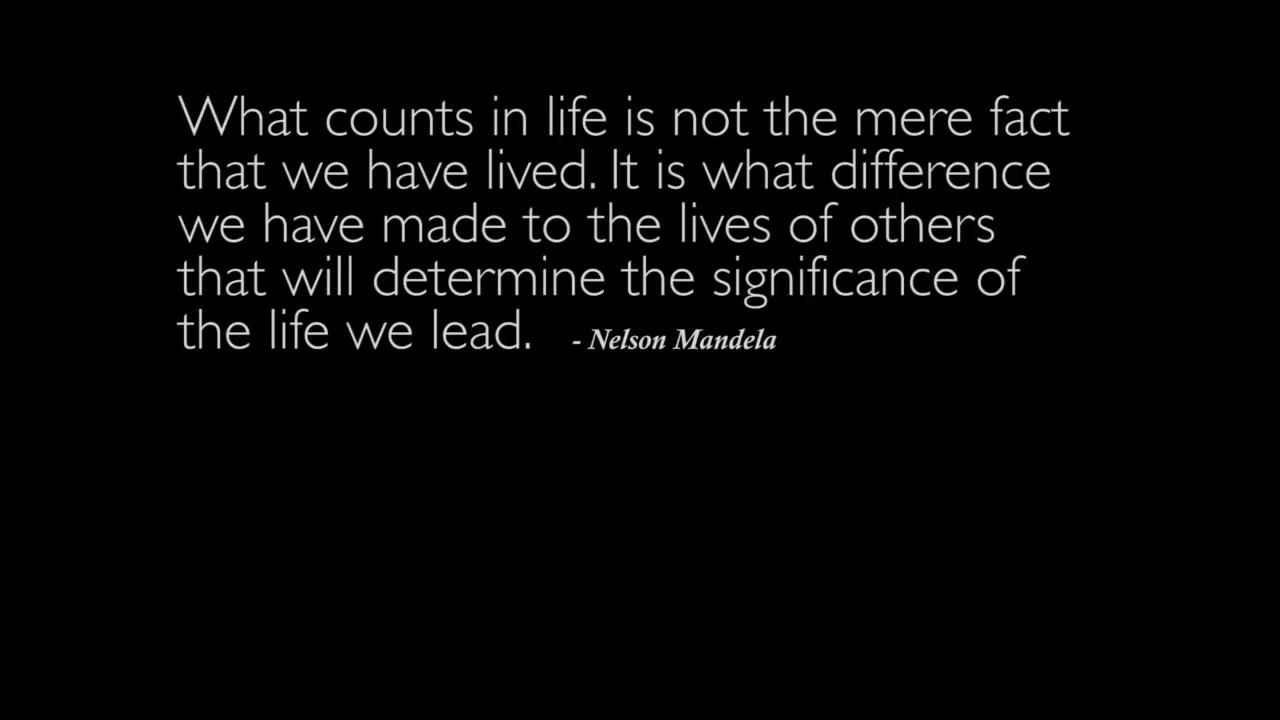 What counts in life is not the mere fact
that we have lived. It is what difference
we have made to the lives of others
that will determine the significance of
the life we lead. - Nelson Mandela